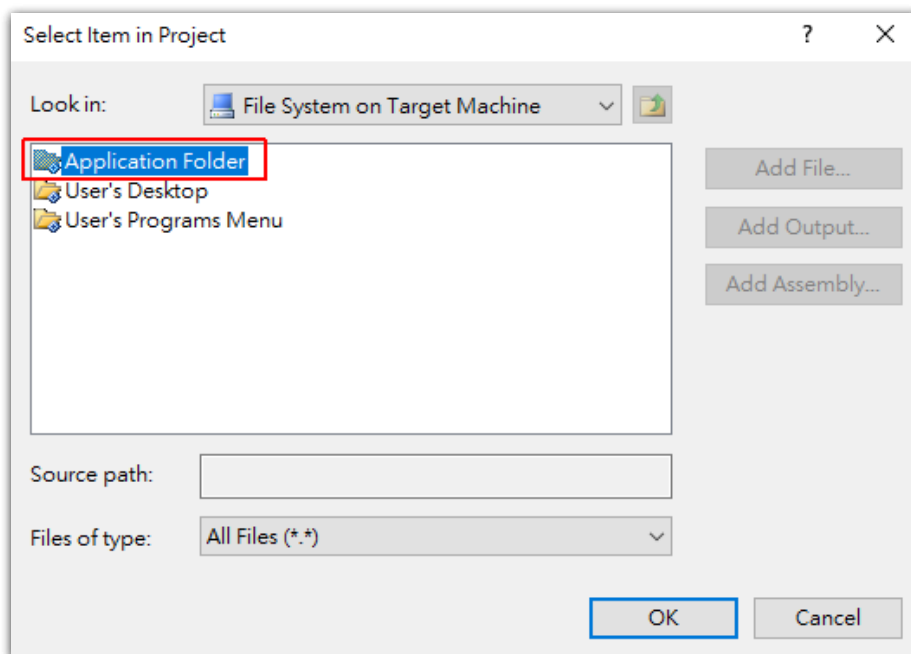 Select Item in Project
?
Look in:
File System on Target Machine
Application Folder
User's Desktop
User's Programs Menu
Add File...
Add Output...
Add Assembly...
Source path:
Files of type:
All Files (*.*)
OK
Cancel